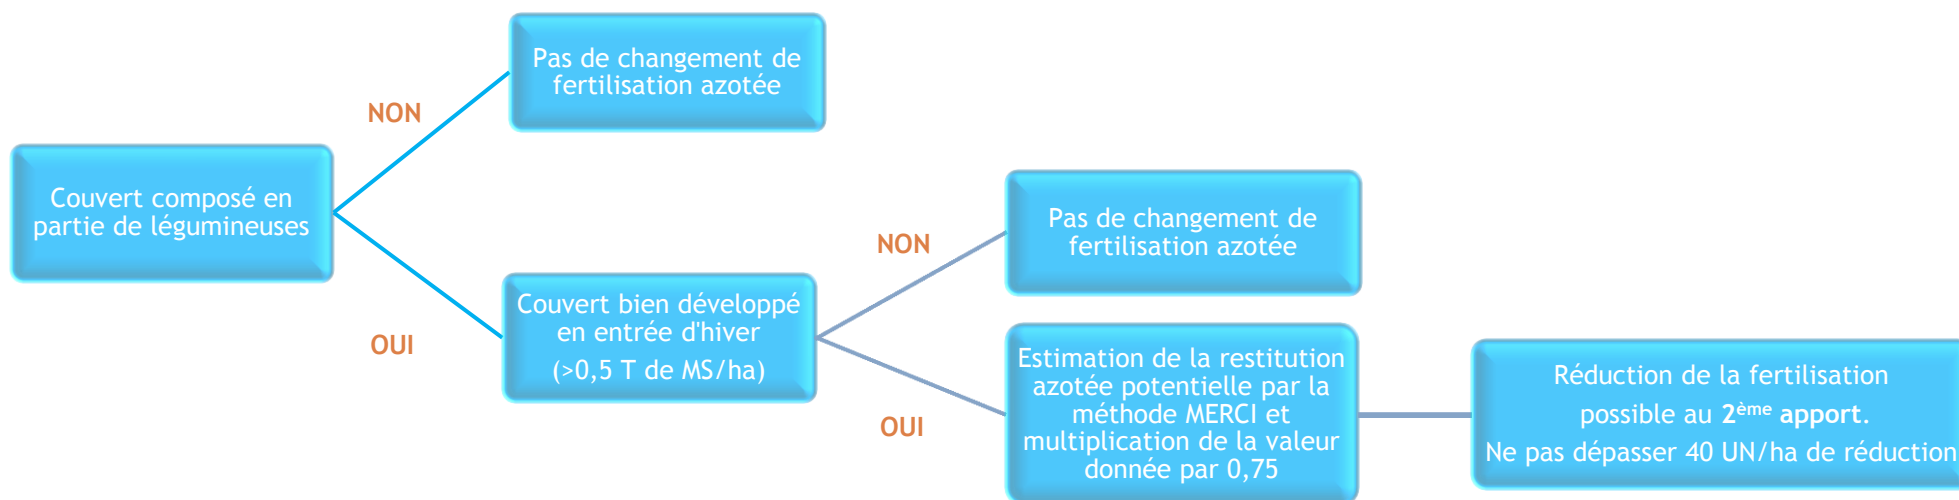 Pas de changement de
fertilisation azotée
NON
Couvert composé en
partie de légumineuses
OUI
Couvert bien développé
en entrée d'hiver
(>0,5 T de MS/ha)
NON
Pas de changement de
fertilisation azotée
OUI
Estimation de la restitution
azotée potentielle par la
méthode MERCI et
multiplication de la valeur
donnée par 0,75
Réduction de la fertilisation
possible au 2ème apport.
Ne pas dépasser 40 UN/ha de réduction